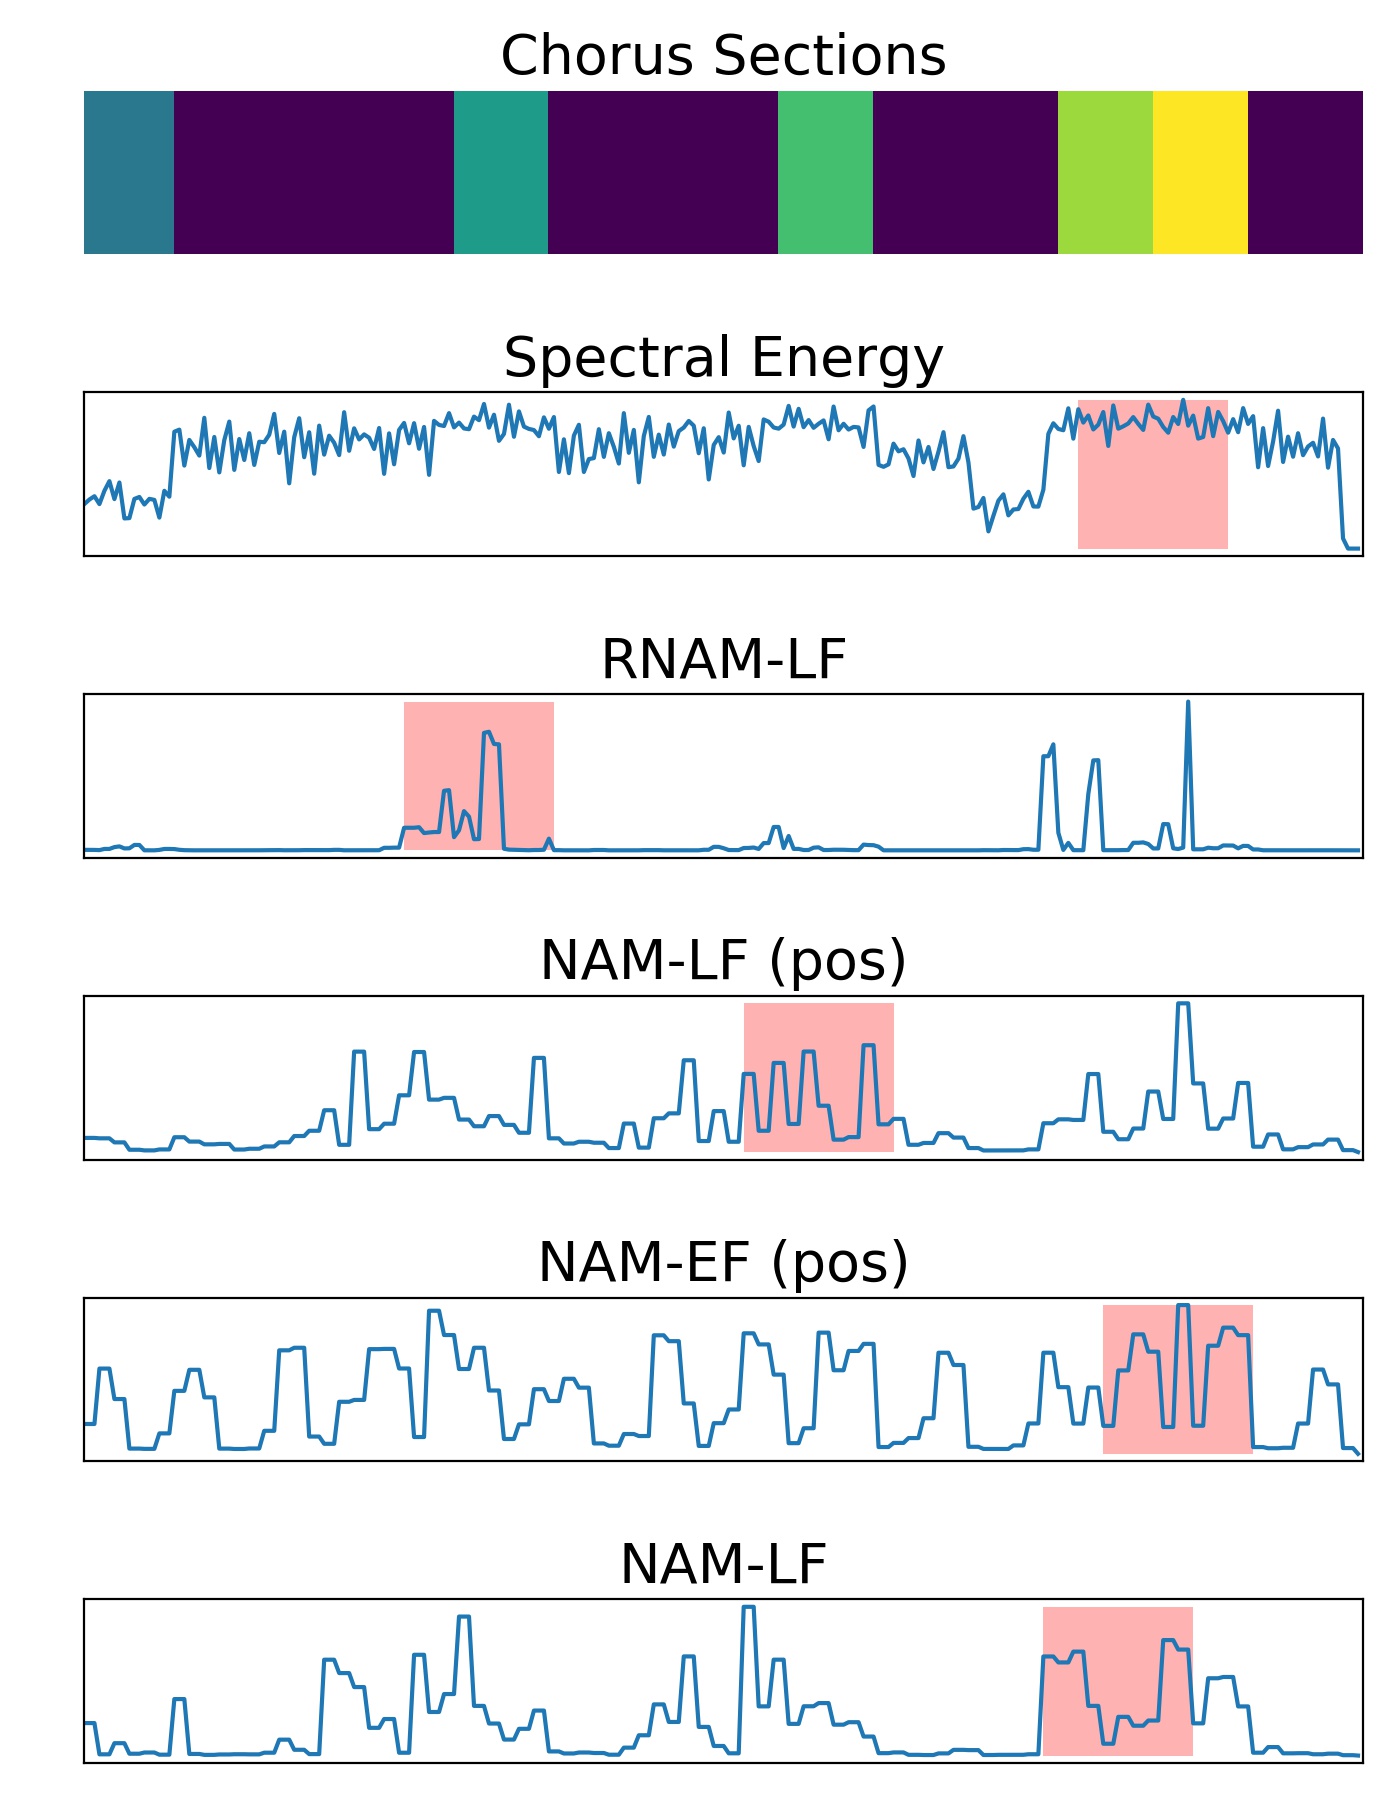 Chorus Sections
Spectral Energy
RNAM-LF
NAM-LF (pos)
NAM-EF (pos)
NAM-LF